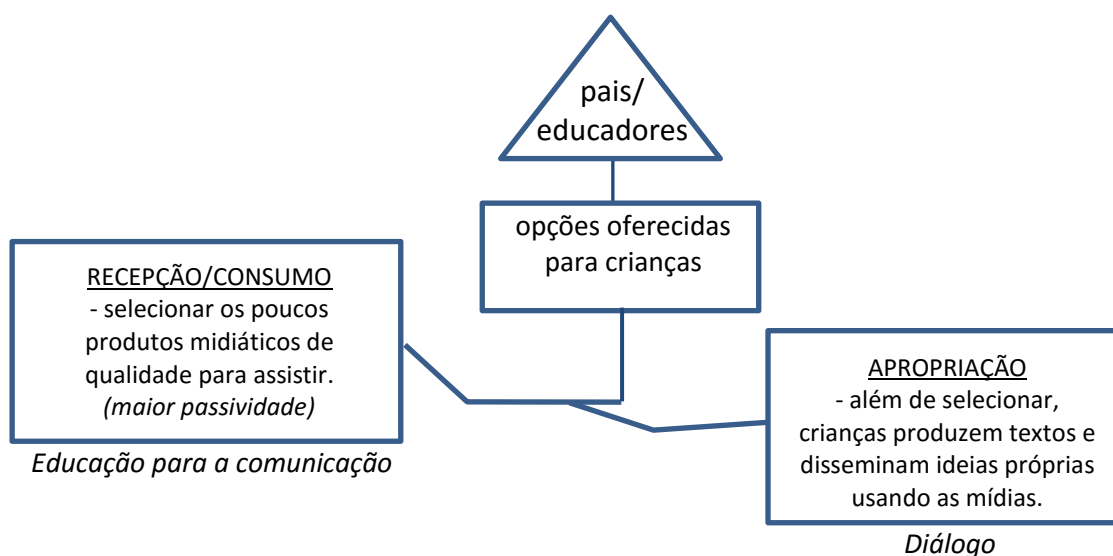 pais/
educadores
opções oferecidas
para crianças
RECEPÇÃO/CONSUMO
- selecionar os poucos
produtos midiáticos de
qualidade para assistir.
(maior passividade)
Educação para a comunicação
APROPRIAÇÃO
- além de selecionar,
crianças produzem textos e
disseminam ideias próprias
usando as mídias.
Diálogo